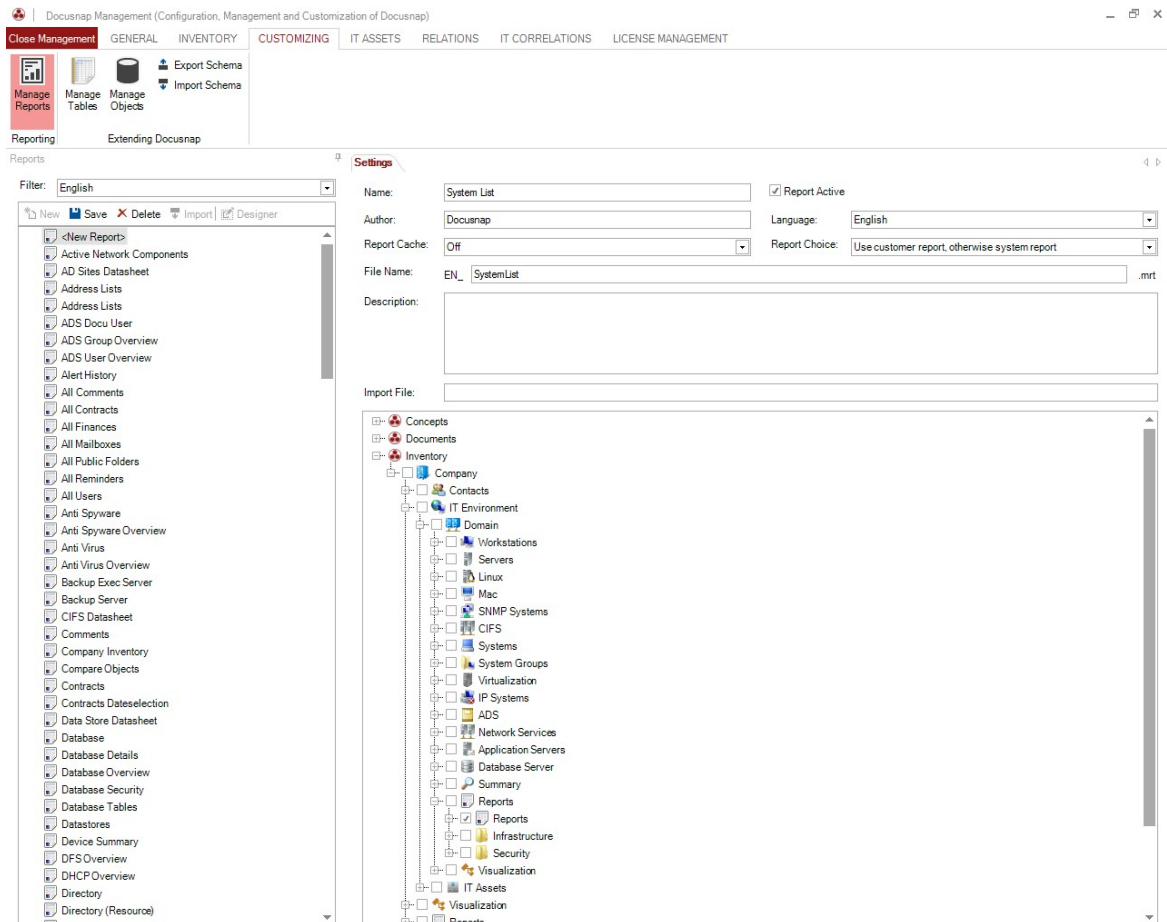 Docusnap Management (Configuration, Management and Customization of Docusnap)
Close Management GENERAL INVENTORY CUSTOMIZING IT ASSETS RELATIONS IT CORRELATIONS LICENSE MANAGEMENT
Manage Reports
Manage Tables
Manage Objects
Export Schema
Import Schema
Reporting
Extending Docusnap
Reports
Filter: English
New Save Delete Import Designer
<New Report>
Active Network Components
AD Sites Datasheet
Address Lists
Address Lists
ADS Docu User
ADS Group Overview
ADS User Overview
Alert History
All Comments
All Contracts
All Finances
All Mailboxes
All Public Folders
All Reminders
All Users
Anti Spyware
Anti Spyware Overview
Anti Virus
Anti Virus Overview
Backup Exec Server
Backup Server
CIFS Datasheet
Comments
Company Inventory
Compare Objects
Contracts
Contracts Dateselection
Data Store Datasheet
Database
Database Details
Database Overview
Database Security
Database Tables
Datastores
Device Summary
DFS Overview
DHCP Overview
Directory
Directory (Resource)
Settings
Name: System List Report Active
Author: Docusnap Language: English
Report Cache: Off Report Choice: Use customer report, otherwise system report
File Name: EN_ SystemList .mrt
Description:
Import File:
Concepts
Documents
Inventory
Company
Contacts
IT Environment
Domain
Workstations
Servers
Linux
Mac
SNMP Systems
CIFS
Systems
System Groups
Virtualization
IP Systems
ADS
Network Services
Application Servers
Database Server
Summary
Reports
Reports
Infrastructure
Security
Visualization
IT Assets
Visualization
Reports